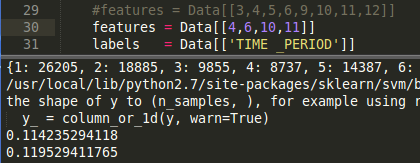 29 #features = Data[[3,4,5,6,9,10,11,12]]
30 features = Data[[4,6,10,11]]
31 labels = Data[['TIME _PERIOD']]
{1: 26205, 2: 18885, 3: 9855, 4: 8737, 5: 14387, 6:
/usr/local/lib/python2.7/site-packages/sklearn/svm/b
the shape of y to (n_samples, ), for example using r
y_ = column_or_1d(y, warn=True)
0.114235294118
0.119529411765